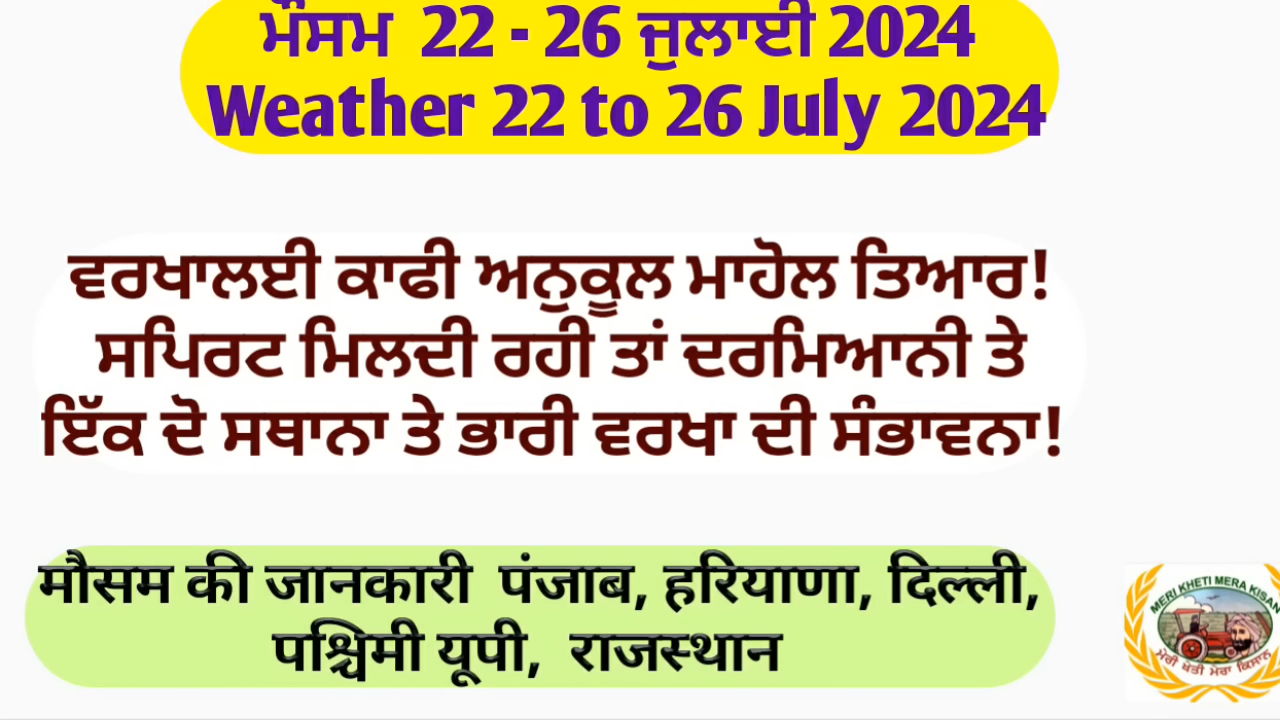 ਮੌਸਮ 22 - 26 ਜੁਲਾਈ 2024
Weather 22 to 26 July 2024
ਵਰਖਾਲਈ ਕਾਫੀ ਅਨੁਕੂਲ ਮਾਹੋਲ ਤਿਆਰ!
ਸਪਿਰਟ ਮਿਲਦੀ ਰਹੀ ਤਾਂ ਦਰਮਿਆਨੀ ਤੇ
ਇੱਕ ਦੋ ਸਥਾਨਾ ਤੇ ਭਾਰੀ ਵਰਖਾ ਦੀ ਸੰਭਾਵਨਾ!
मौसम की जानकारी पंजाब, हरियाणा, दिल्ली,
पश्चिमी यूपी, राजस्थान
MERI KHETI MERA KISAN
ਮੇਰੀ ਖੇਤੀ ਮੇਰਾ ਕਿਸਾਨ